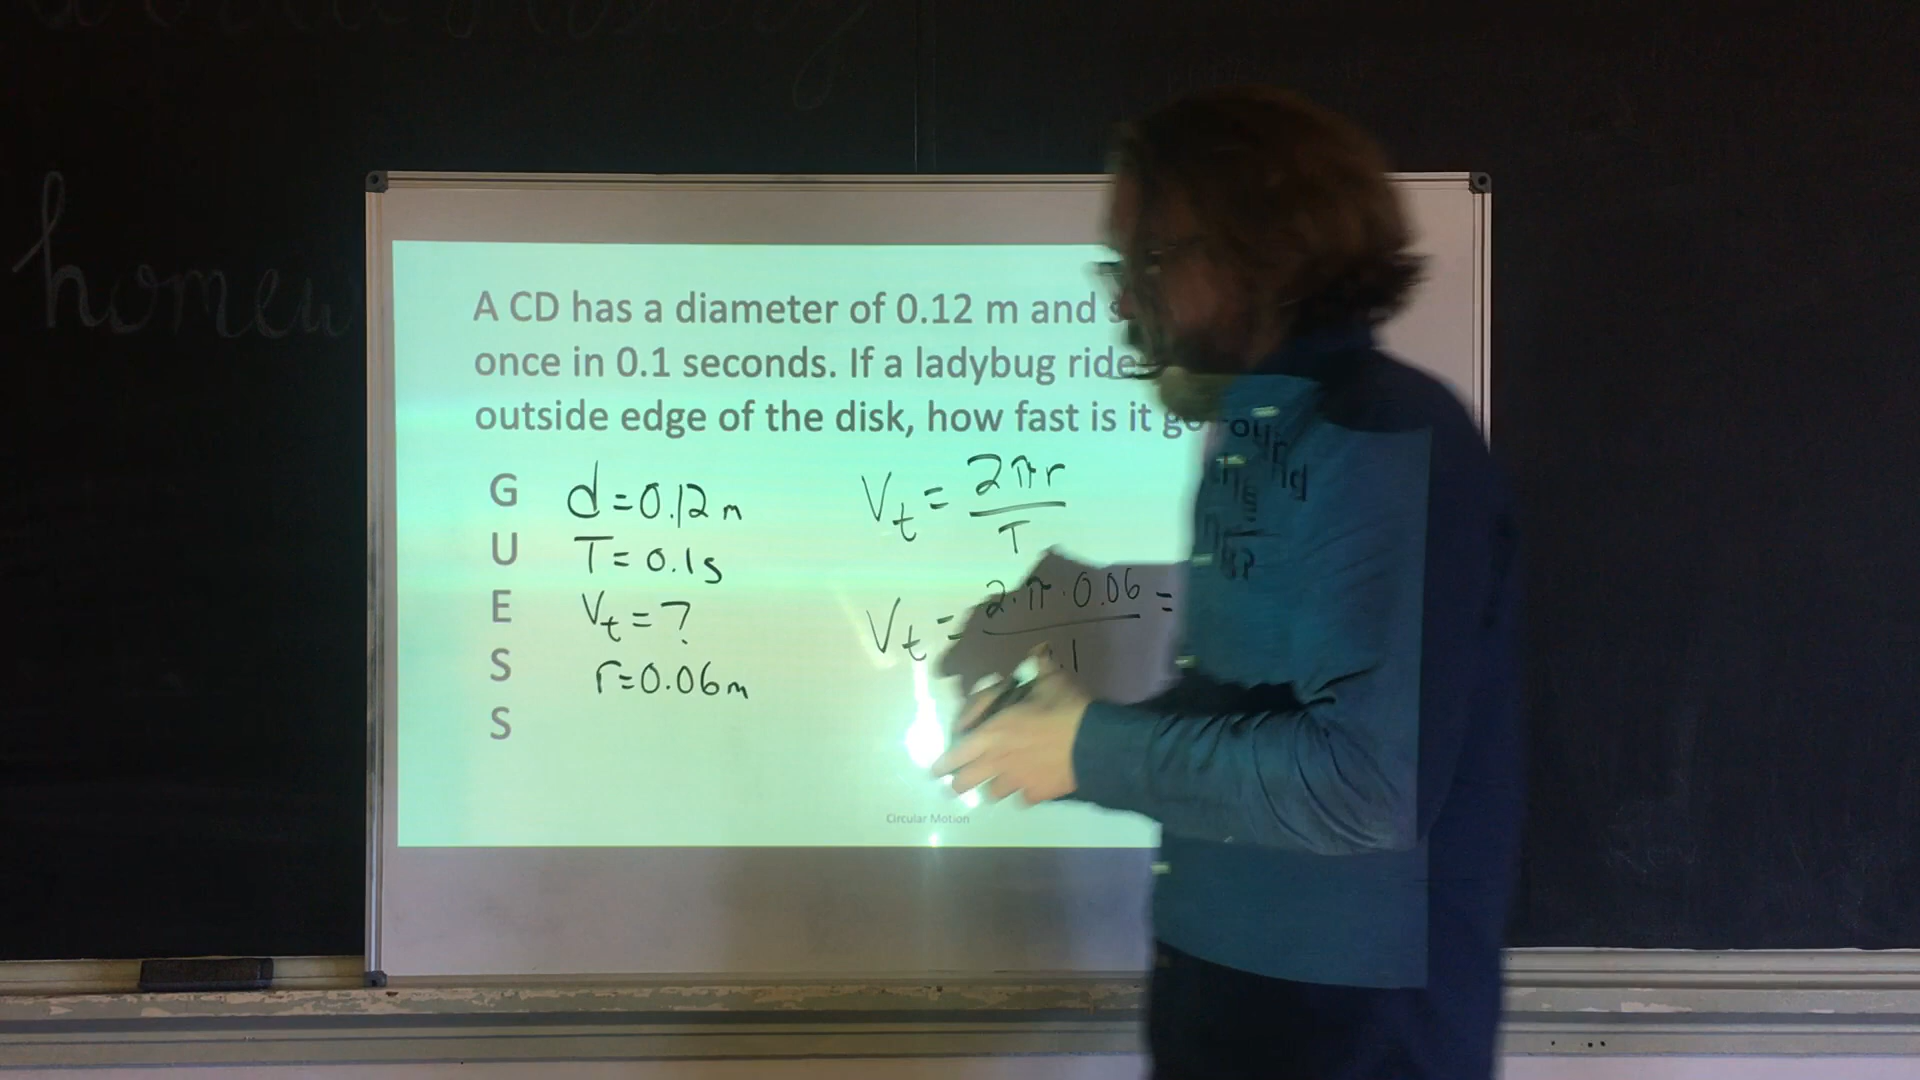 homew
A CD has a diameter of 0.12 m and
once in 0.1 seconds. If a ladybug
outside edge of the disk, how fast is it
round
G
U
E
S
S
d=0.12 m
T=0.1s
Vt=?
r=0.06m
Vt = 2πr / T
Vt = 2·π·0.06 / .1 =
Circular Motion